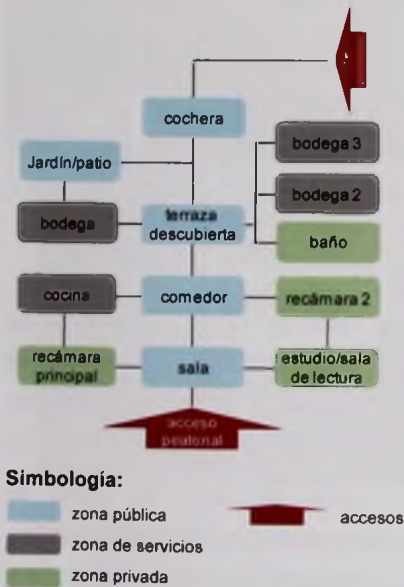 cochera
bodega 3
Jardín/patio
bodega 2
bodega
terraza
descubierta
baño
cocina
comedor
recámara 2
recámara
principal
sala
estudio/sala
de lectura
acceso
peatonal
Simbología:
zona pública
accesos
zona de servicios
zona privada